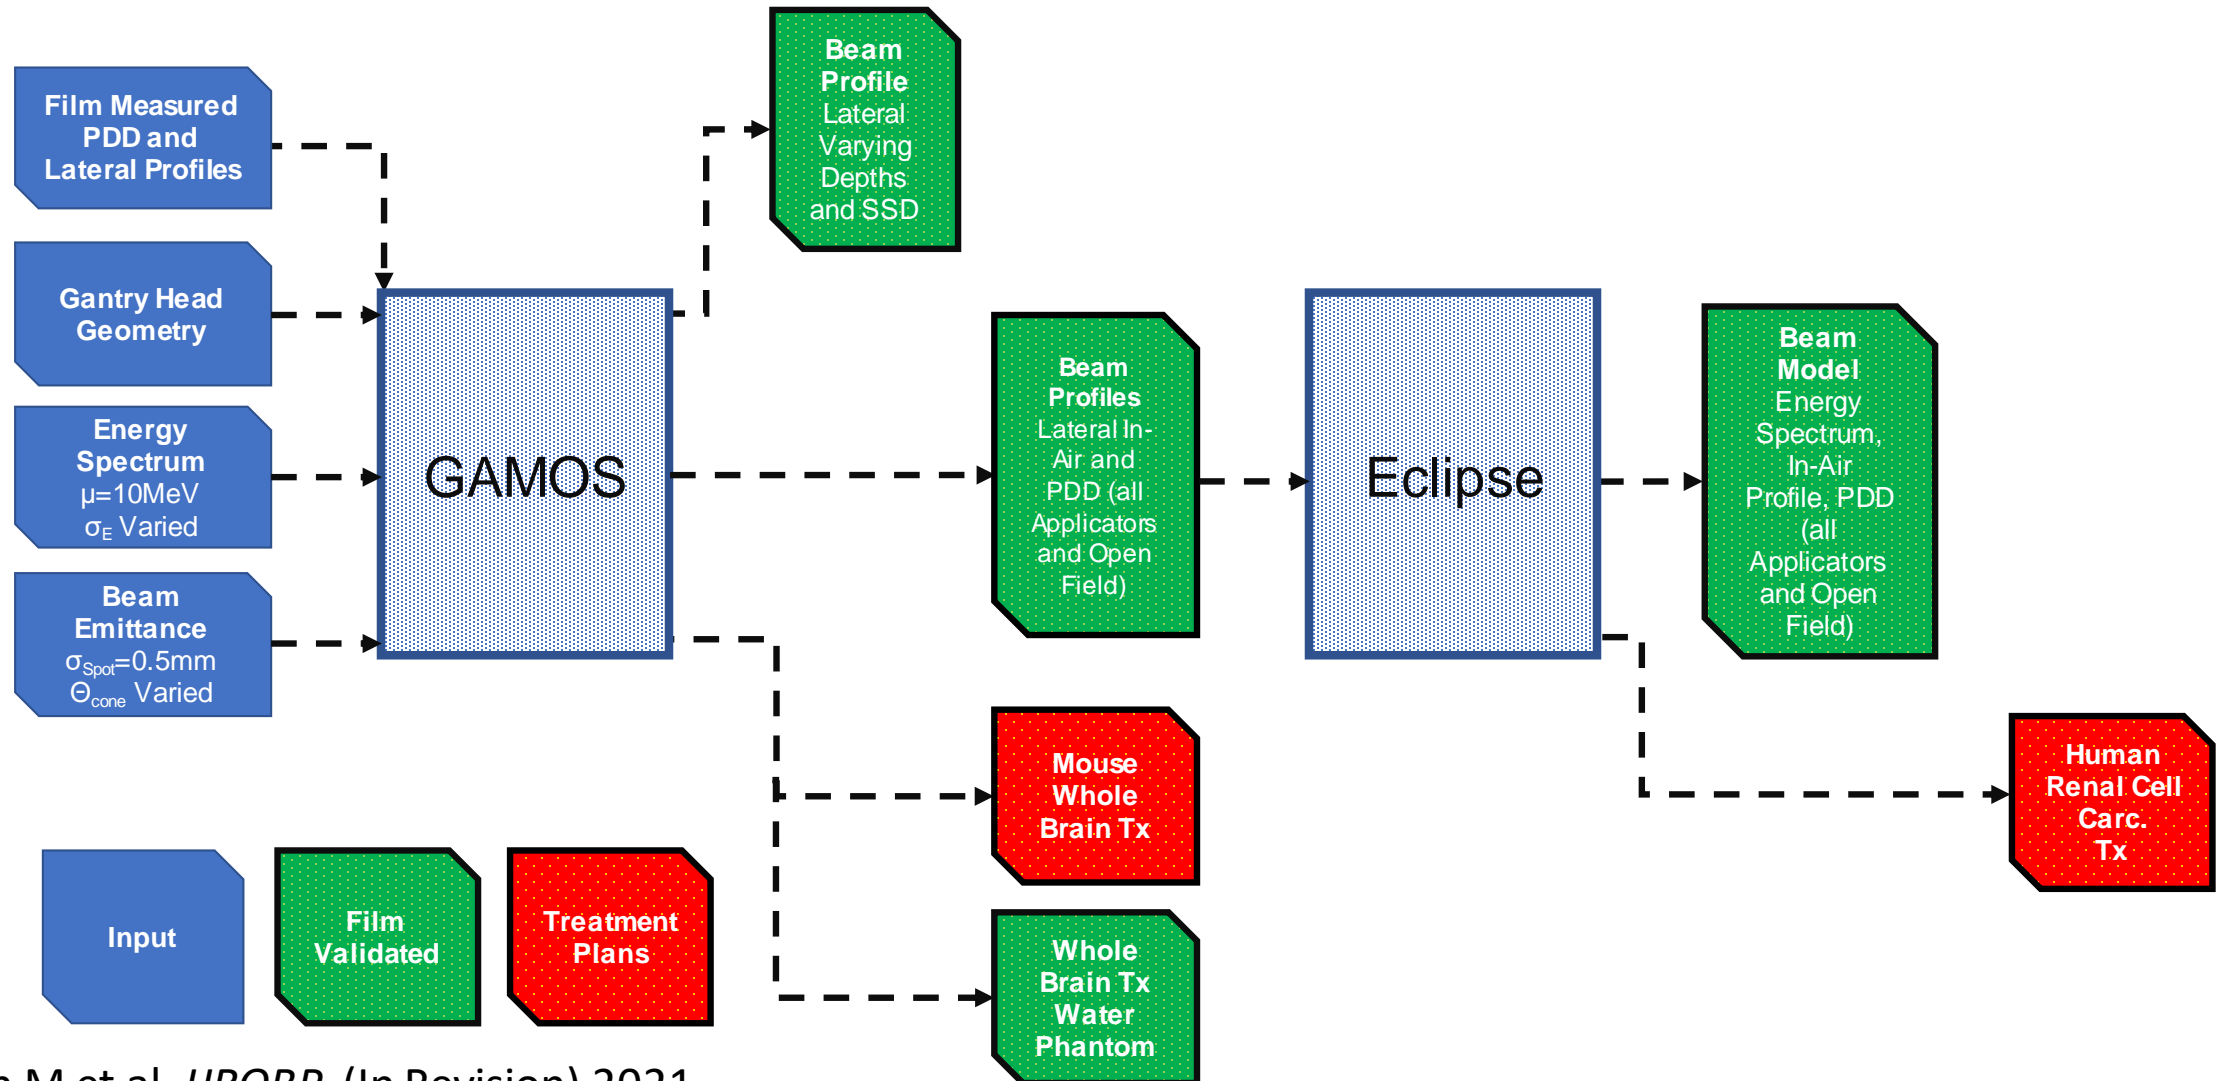 Film Measured
PDD and
Lateral Profiles
Gantry Head
Geometry
Energy
Spectrum
μ=10MeV
σE Varied
Beam
Emittance
σSpot=0.5mm
Θcone Varied
GAMOS
Beam
Profile
Lateral
Varying
Depths
and SSD
Beam
Profiles
Lateral In-
Air and
PDD (all
Applicators
and Open
Field)
Eclipse
Beam
Model
Energy
Spectrum,
In-Air
Profile, PDD
(all
Applicators
and Open
Field)
Mouse
Whole
Brain Tx
Human
Renal Cell
Carc.
Tx
Whole
Brain Tx
Water
Phantom
Input
Film
Validated
Treatment
Plans
M et al. (In Revision) 2021